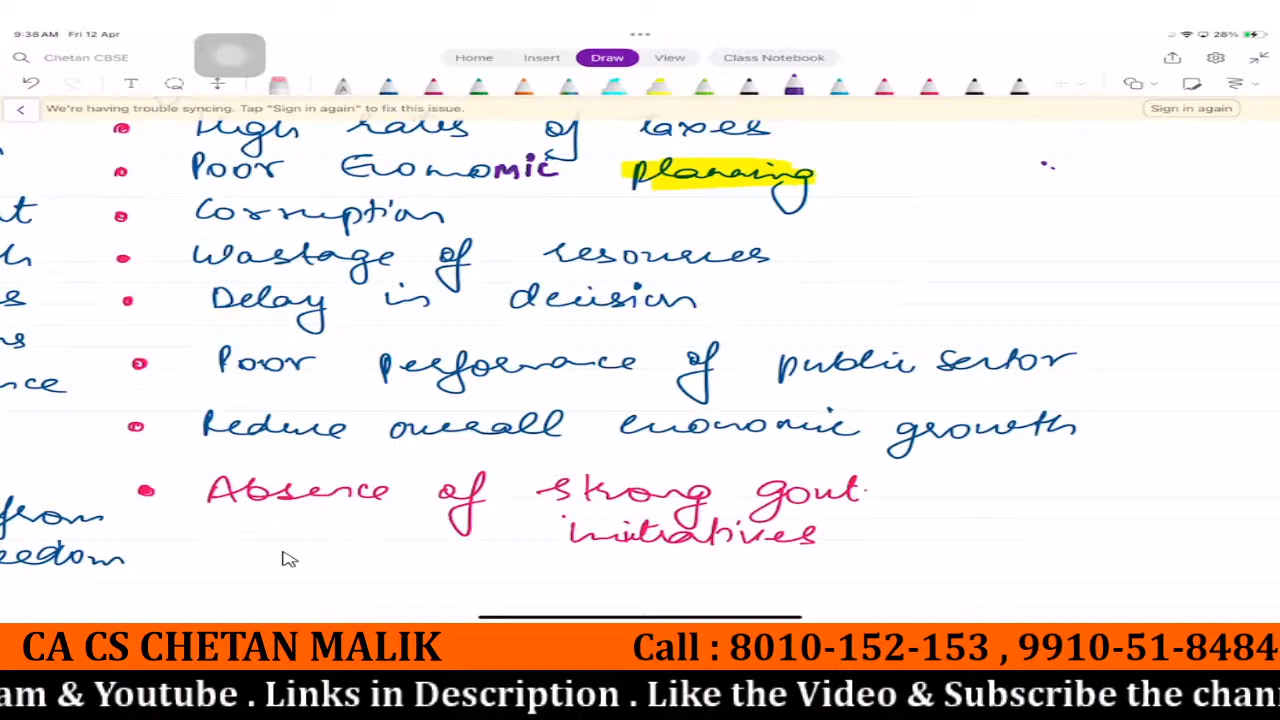 9:38 AM Fri 12 Apr
28%
Chetan CBSE
Home Insert Draw View Class Notebook
We're having trouble syncing. Tap "Sign in again" to fix this issue.
Sign in again
High rates of taxes
Poor Economic planning
Corruption
Wastage of resources
Delay in decision
Poor performance of public sector
Reduce overall economic growth
from
Absence of strong govt.
initiatives
CA CS CHETAN MALIK Call : 8010-152-153 , 9910-51-8484
am & Youtube . Links in Description . Like the Video & Subscribe the chan